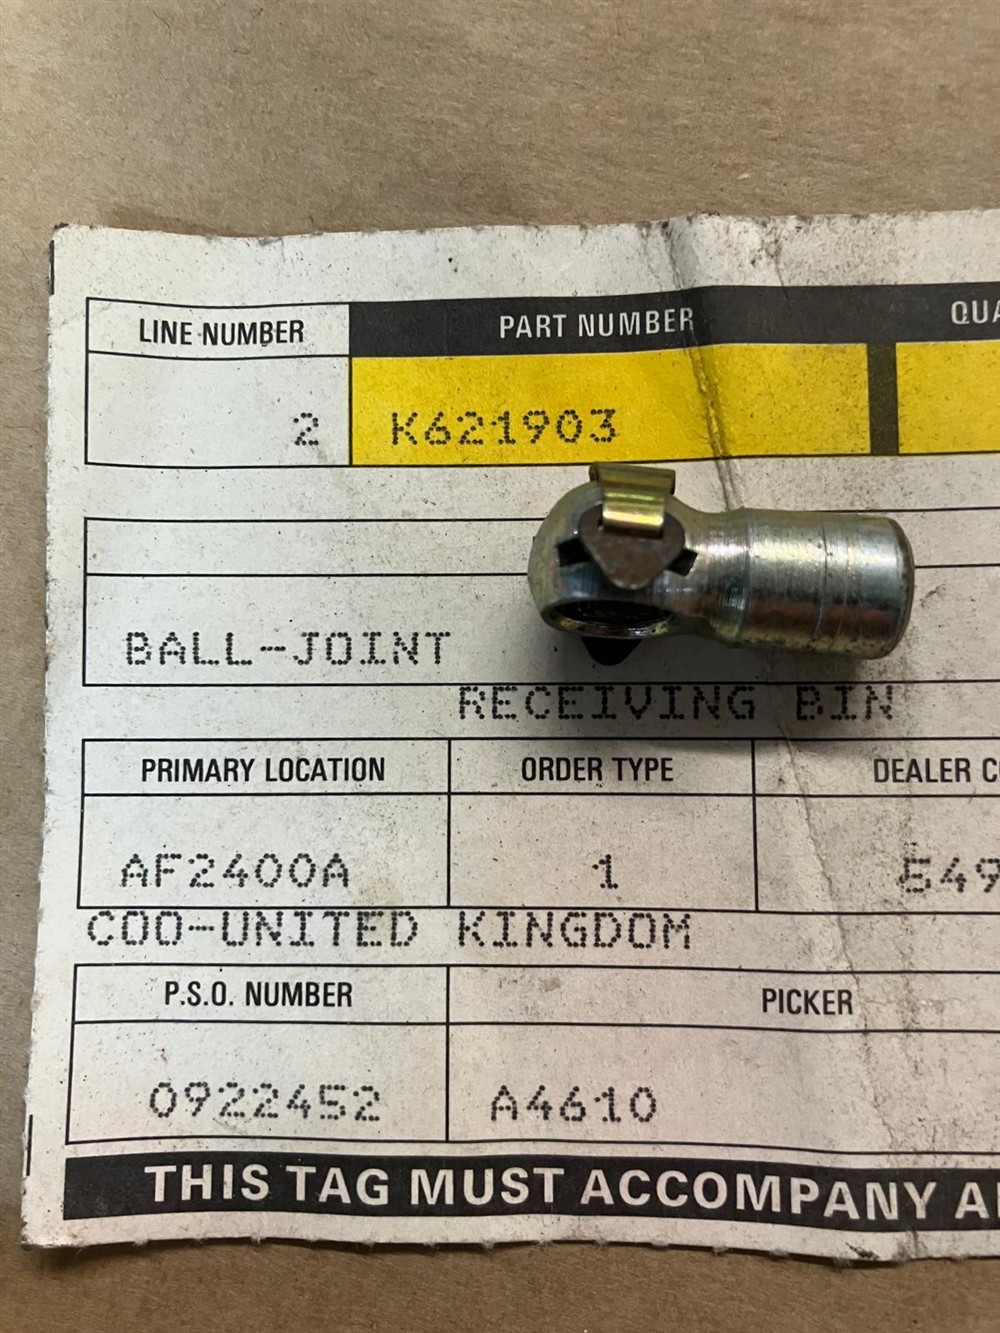 LINE NUMBER PART NUMBER
2 K621903
BALL-JOINT
RECEIVING BIN
PRIMARY LOCATION ORDER TYPE DEALER
AF2400A 1 549
COO-UNITED KINGDOM
P.S.O. NUMBER PICKER
0922452 A4610
THIS TAG MUST ACCOMPANY